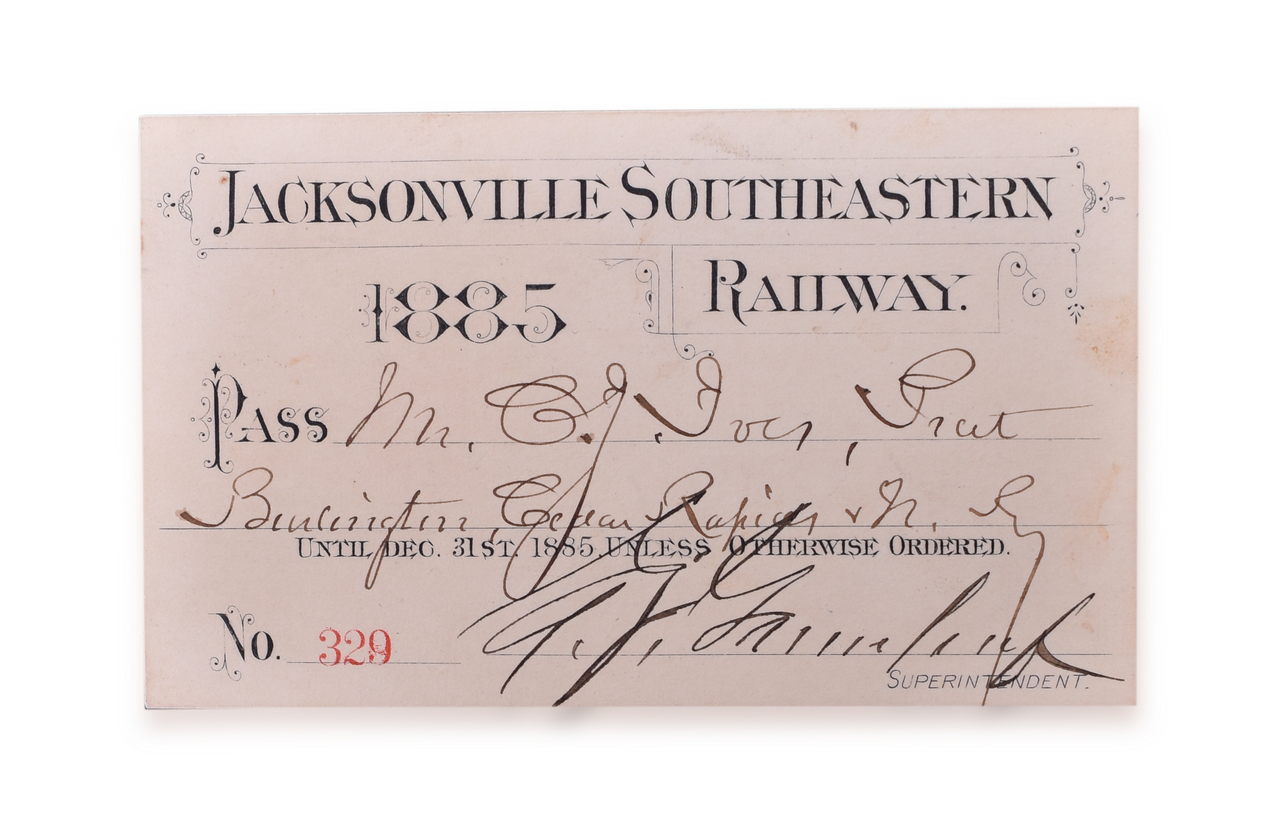 JACKSONVILLE SOUTHEASTERN
RAILWAY.
1885
PASS Mr. C. J. Ives, Prest
Burlington, Cedar Rapids & N. Ry
UNTIL DEC. 31ST. 1885, UNLESS OTHERWISE ORDERED.
No. 329
SUPERINTENDENT.